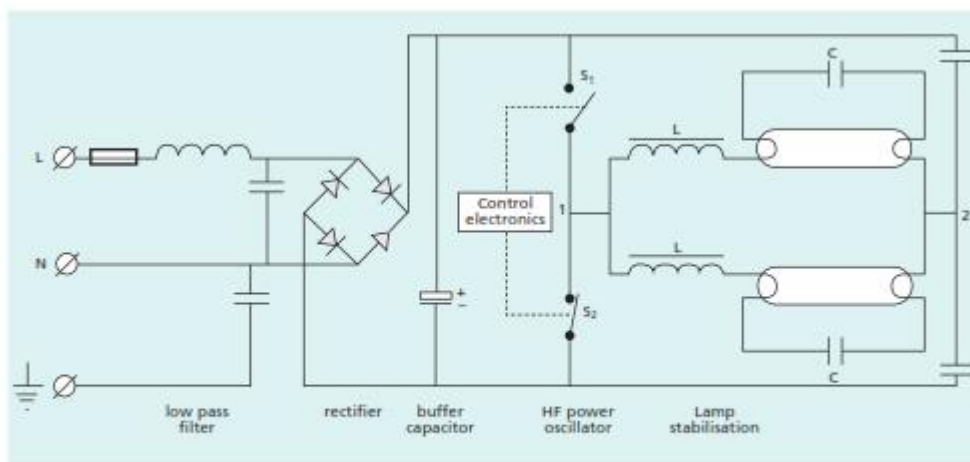 C
S₁
L
L
Control
electronics
1
2
N
L
+
−
S₂
C
low pass
filter
rectifier
buffer
capacitor
HF power
oscillator
Lamp
stabilisation